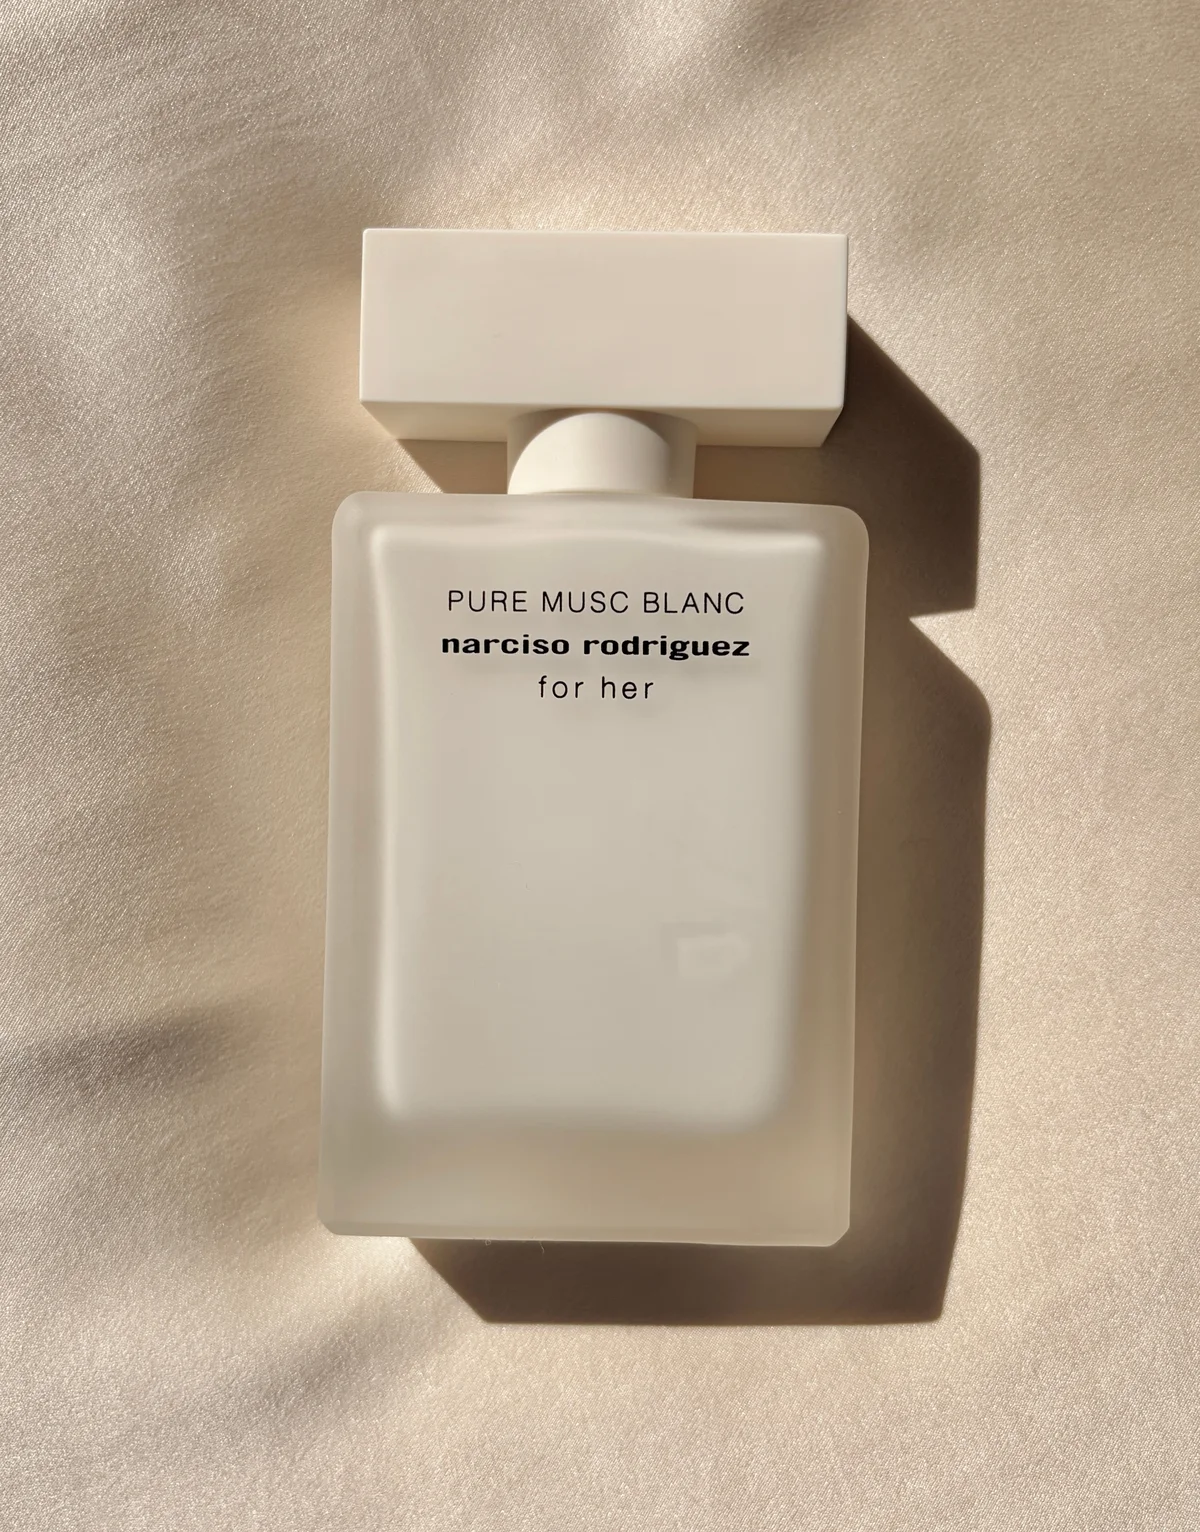 PURE MUSC BLANC
narciso rodriguez
for her